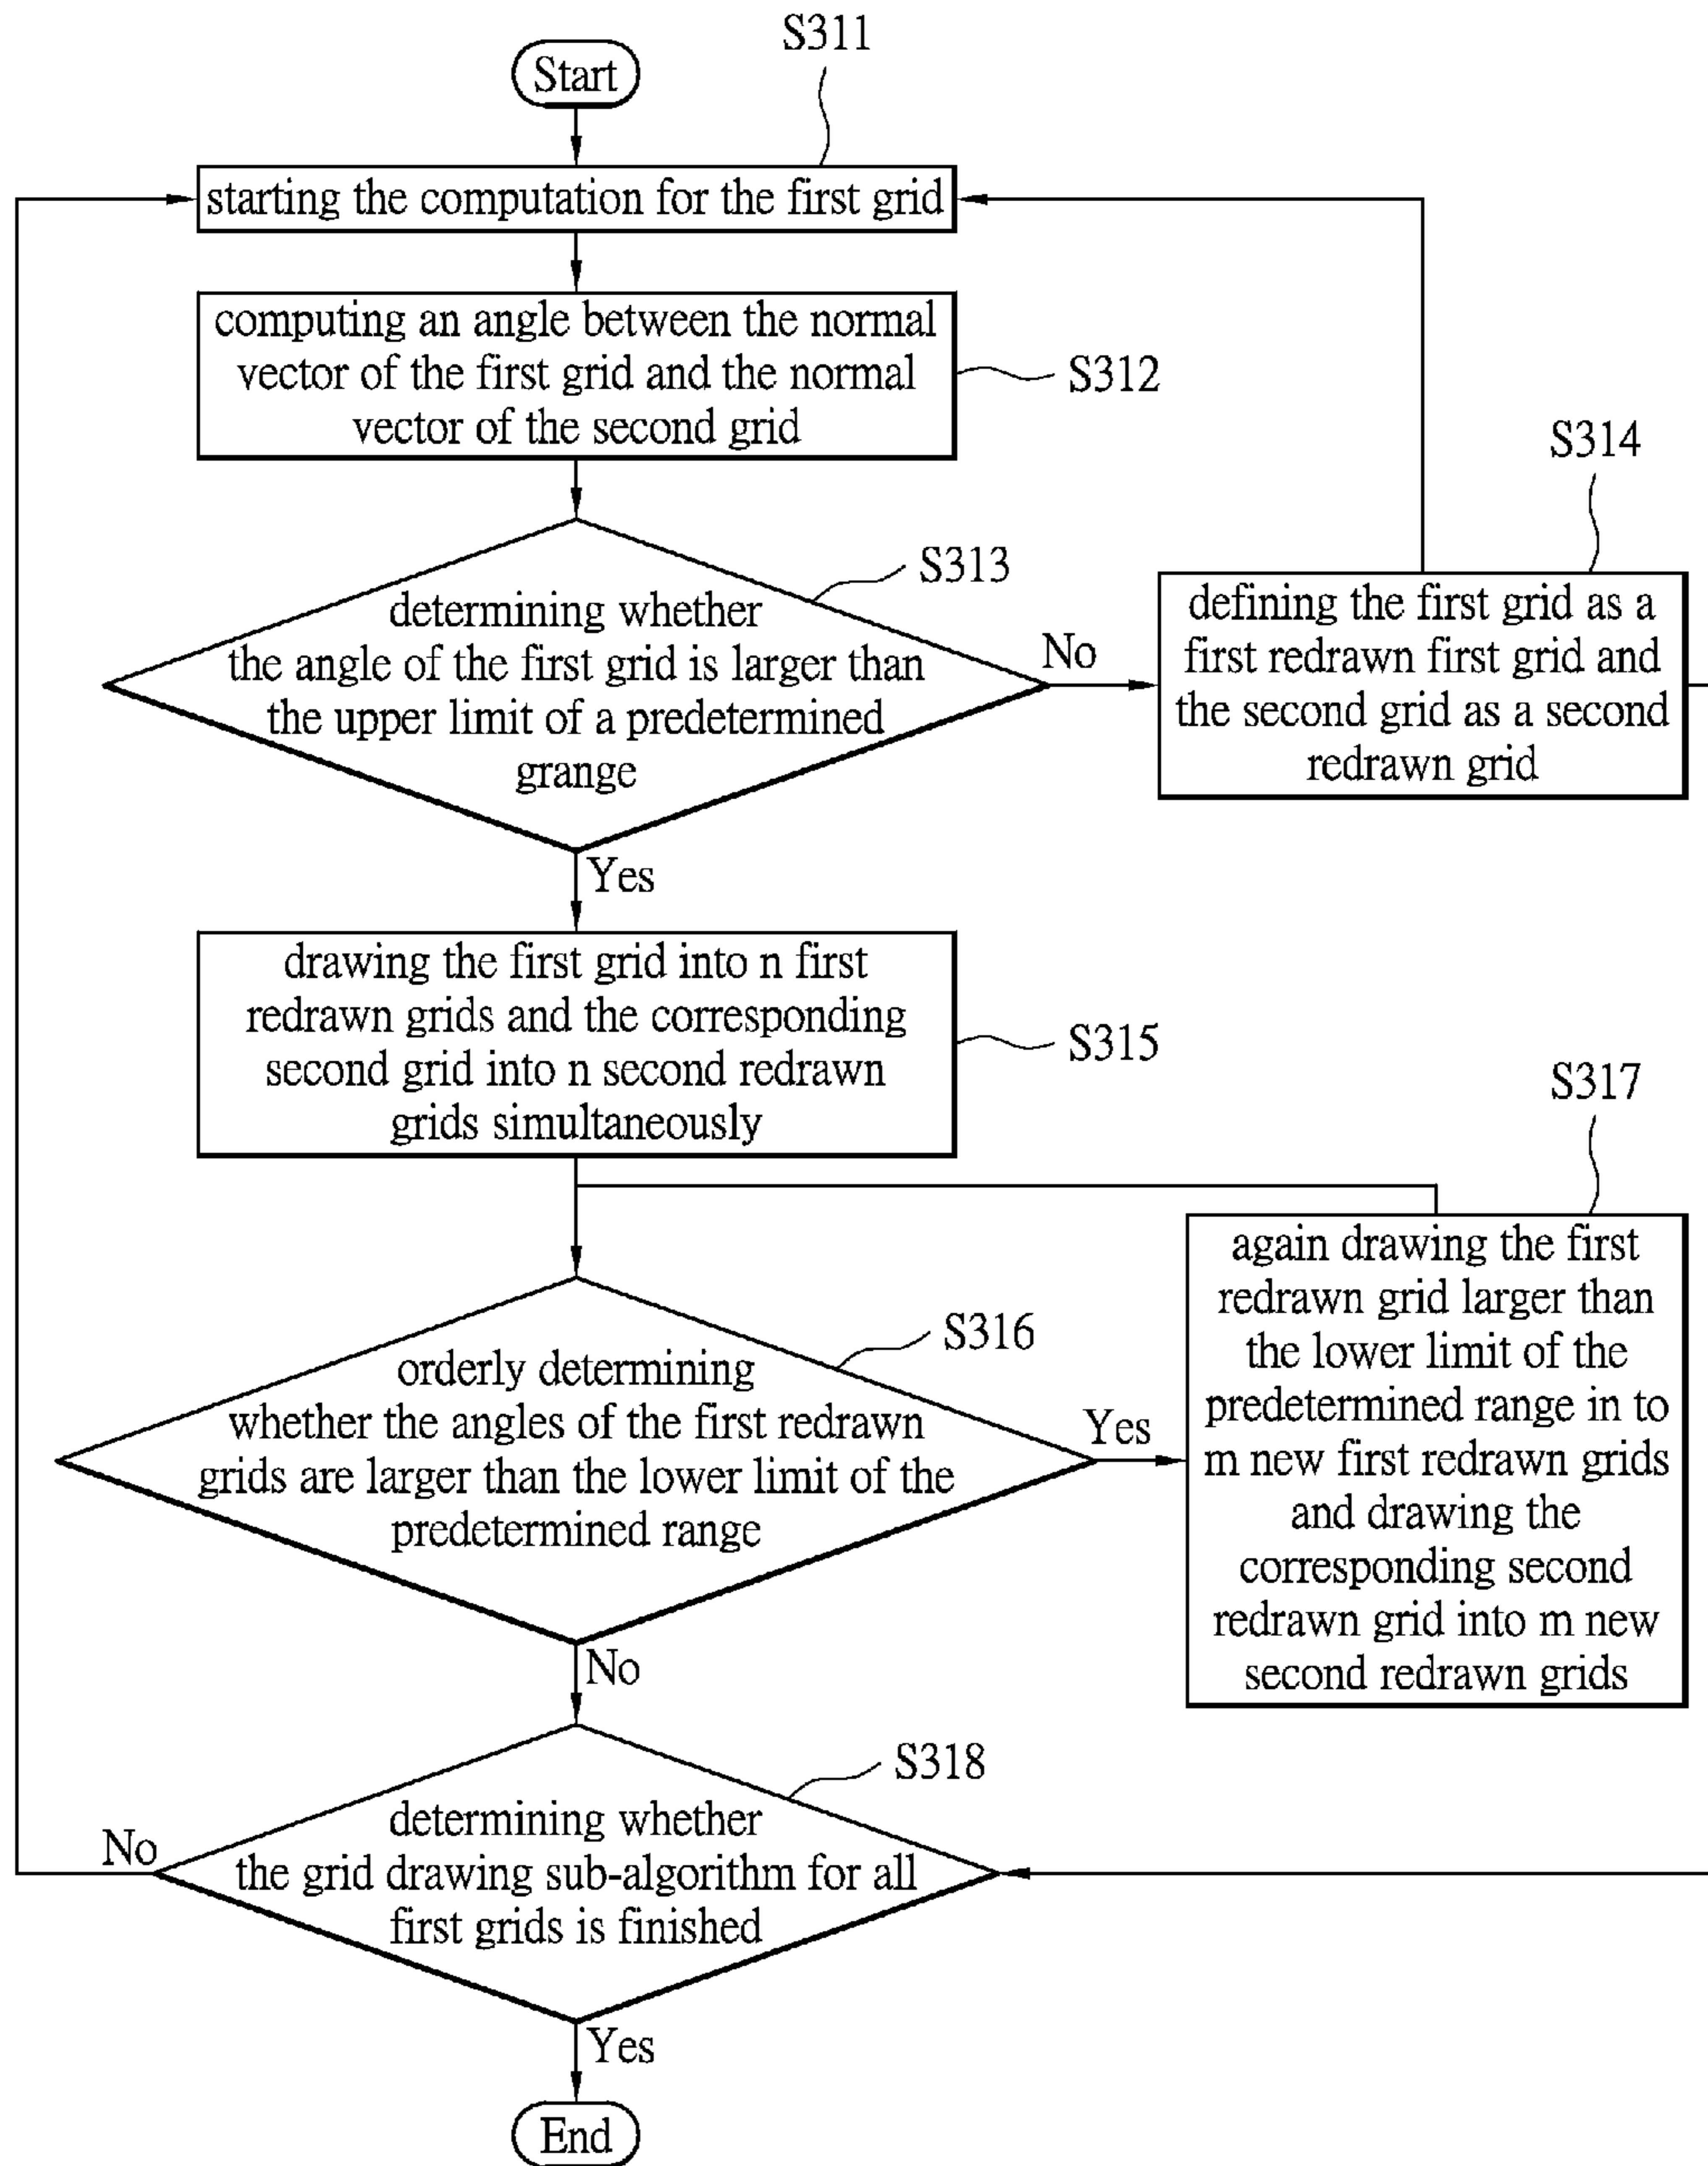 S311
Start
starting the computation for the first grid
computing an angle between the normal
vector of the first grid and the normal
vector of the second grid
S312
S314
S313
determining whether
the angle of the first grid is larger than
the upper limit of a predetermined
grange
No
defining the first grid as a
first redrawn first grid and
the second grid as a second
redrawn grid
Yes
drawing the first grid into n first
redrawn grids and the corresponding
second grid into n second redrawn
grids simultaneously
S315
S317
S316
orderly determining
whether the angles of the first redrawn
grids are larger than the lower limit of the
predetermined range
Yes
again drawing the first
redrawn grid larger than
the lower limit of the
predetermined range in to
m new first redrawn grids
and drawing the
corresponding second
redrawn grid into m new
second redrawn grids
No
S318
determining whether
the grid drawing sub-algorithm for all
first grids is finished
No
Yes
End